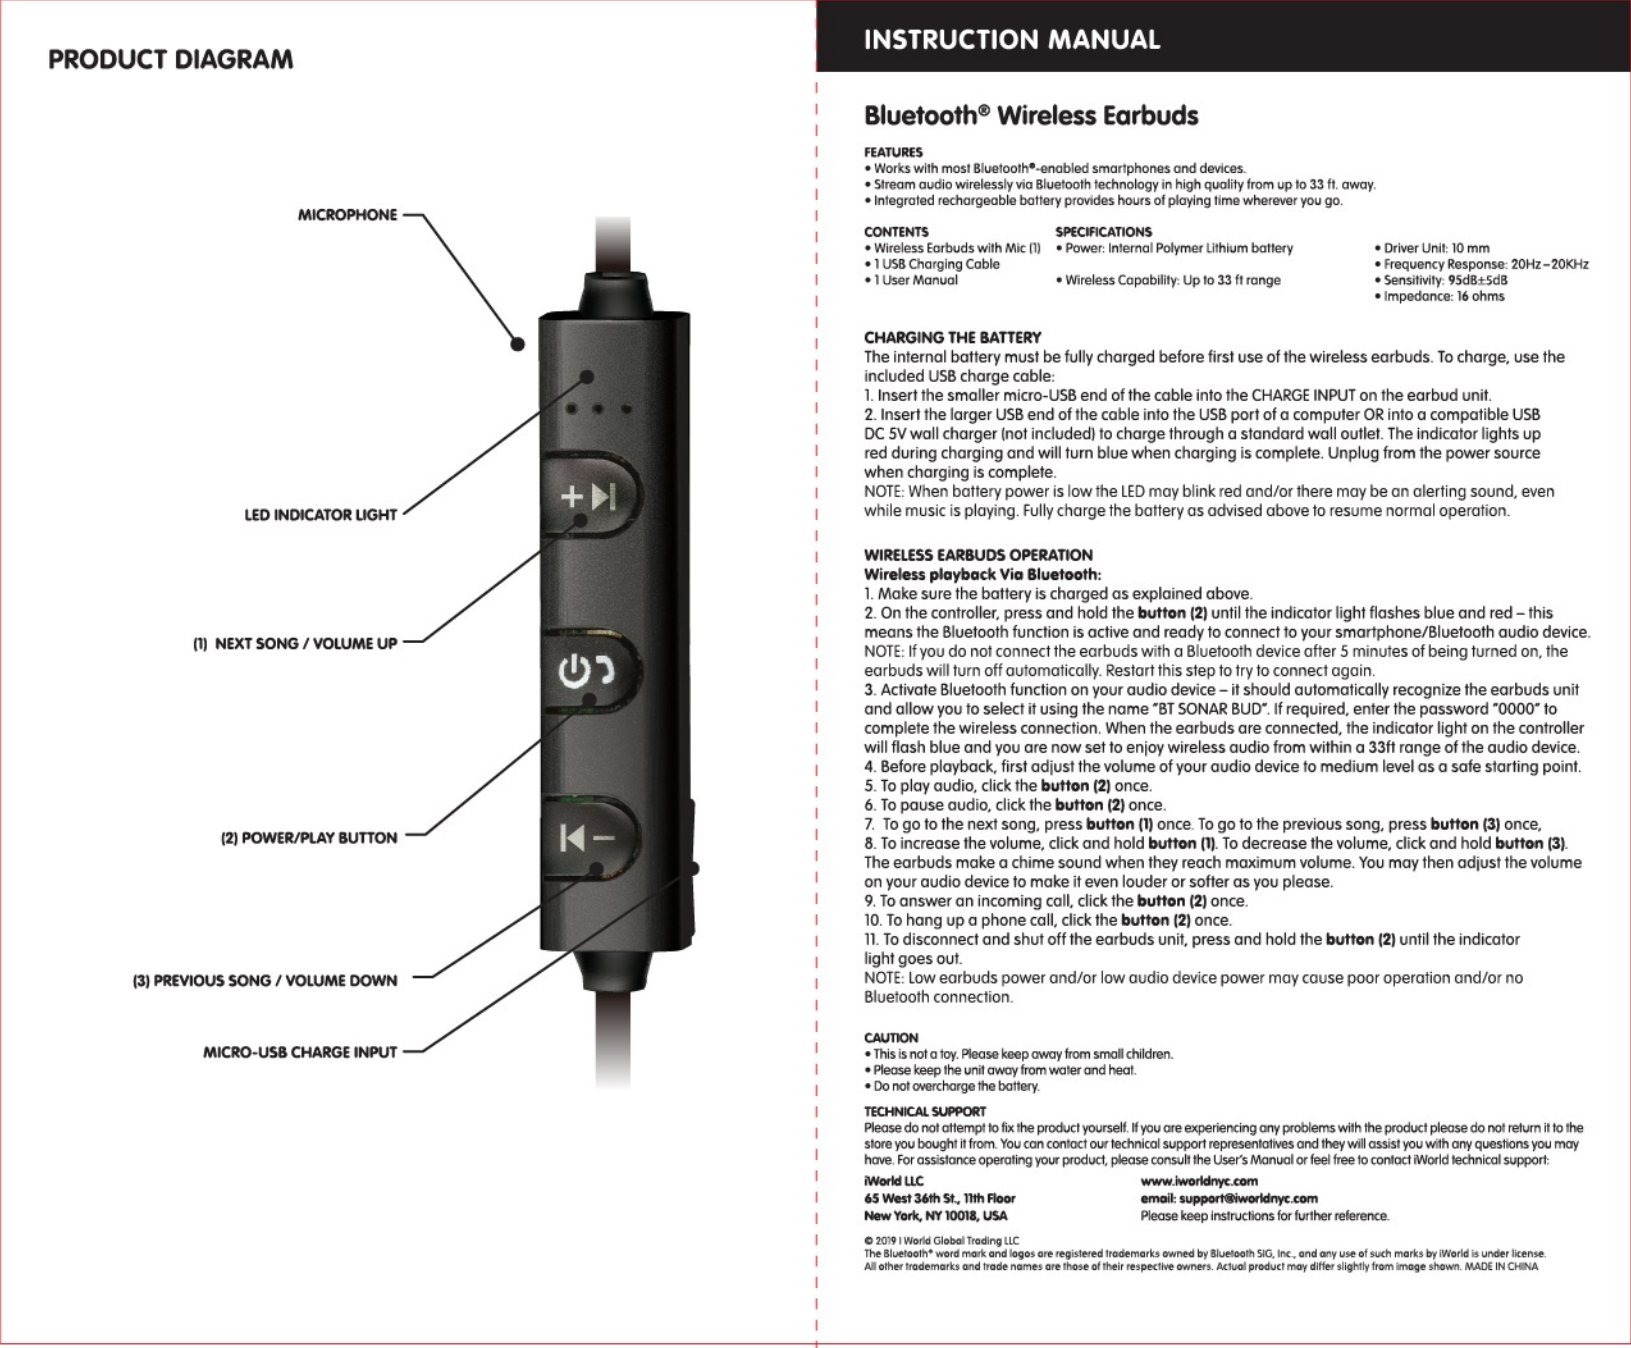 PRODUCT DIAGRAM
MICROPHONE
LED INDICATOR LIGHT
(1) NEXT SONG / VOLUME UP
(2) POWER/PLAY BUTTON
(3) PREVIOUS SONG / VOLUME DOWN
MICRO-USB CHARGE INPUT
INSTRUCTION MANUAL
Bluetooth® Wireless Earbuds
FEATURES
• Works with most Bluetooth®-enabled smartphones and devices.
• Stream audio wirelessly via Bluetooth technology in high quality from up to 33 ft. away.
• Integrated rechargeable battery provides hours of playing time wherever you go.
CONTENTS
• Wireless Earbuds with Mic (1)
• 1 USB Charging Cable
• 1 User Manual
SPECIFICATIONS
• Power: Internal Polymer Lithium battery
• Wireless Capability: Up to 33 ft range
• Driver Unit: 10 mm
• Frequency Response: 20Hz–20KHz
• Sensitivity: 95dB±5dB
• Impedance: 16 ohms
CHARGING THE BATTERY
The internal battery must be fully charged before first use of the wireless earbuds. To charge, use the
included USB charge cable:
1. Insert the smaller micro-USB end of the cable into the CHARGE INPUT on the earbud unit.
2. Insert the larger USB end of the cable into the USB port of a computer OR into a compatible USB
DC 5V wall charger (not included) to charge through a standard wall outlet. The indicator lights up
red during charging and will turn blue when charging is complete. Unplug from the power source
when charging is complete.
NOTE: When battery power is low the LED may blink red and/or there may be an alerting sound, even
while music is playing. Fully charge the battery as advised above to resume normal operation.
WIRELESS EARBUDS OPERATION
Wireless playback Via Bluetooth:
1. Make sure the battery is charged as explained above.
2. On the controller, press and hold the button (2) until the indicator light flashes blue and red – this
means the Bluetooth function is active and ready to connect to your smartphone/Bluetooth audio device.
NOTE: If you do not connect the earbuds with a Bluetooth device after 5 minutes of being turned on, the
earbuds will turn off automatically. Restart this step to try to connect again.
3. Activate Bluetooth function on your audio device – it should automatically recognize the earbuds unit
and allow you to select it using the name "BT SONAR BUD". If required, enter the password "0000" to
complete the wireless connection. When the earbuds are connected, the indicator light on the controller
will flash blue and you are now set to enjoy wireless audio from within a 33ft range of the audio device.
4. Before playback, first adjust the volume of your audio device to medium level as a safe starting point.
5. To play audio, click the button (2) once.
6. To pause audio, click the button (2) once.
7. To go to the next song, press button (1) once. To go to the previous song, press button (3) once,
8. To increase the volume, click and hold button (1). To decrease the volume, click and hold button (3).
The earbuds make a chime sound when they reach maximum volume. You may then adjust the volume
on your audio device to make it even louder or softer as you please.
9. To answer an incoming call, click the button (2) once.
10. To hang up a phone call, click the button (2) once.
11. To disconnect and shut off the earbuds unit, press and hold the button (2) until the indicator
light goes out.
NOTE: Low earbuds power and/or low audio device power may cause poor operation and/or no
Bluetooth connection.
CAUTION
• This is not a toy. Please keep away from small children.
• Please keep the unit away from water and heat.
• Do not overcharge the battery.
TECHNICAL SUPPORT
Please do not attempt to fix the product yourself. If you are experiencing any problems with the product please do not return it to the
store you bought it from. You can contact our technical support representatives and they will assist you with any questions you may
have. For assistance operating your product, please consult the User's Manual or feel free to contact iWorld technical support:
iWorld LLC
65 West 36th St., 11th Floor
New York, NY 10018, USA
www.iworldnyc.com
email: support@iworldnyc.com
Please keep instructions for further reference.
© 2019 I World Global Trading LLC
The Bluetooth® word mark and logos are registered trademarks owned by Bluetooth SIG, Inc., and any use of such marks by iWorld is under license.
All other trademarks and trade names are those of their respective owners. Actual product may differ slightly from image shown. MADE IN CHINA